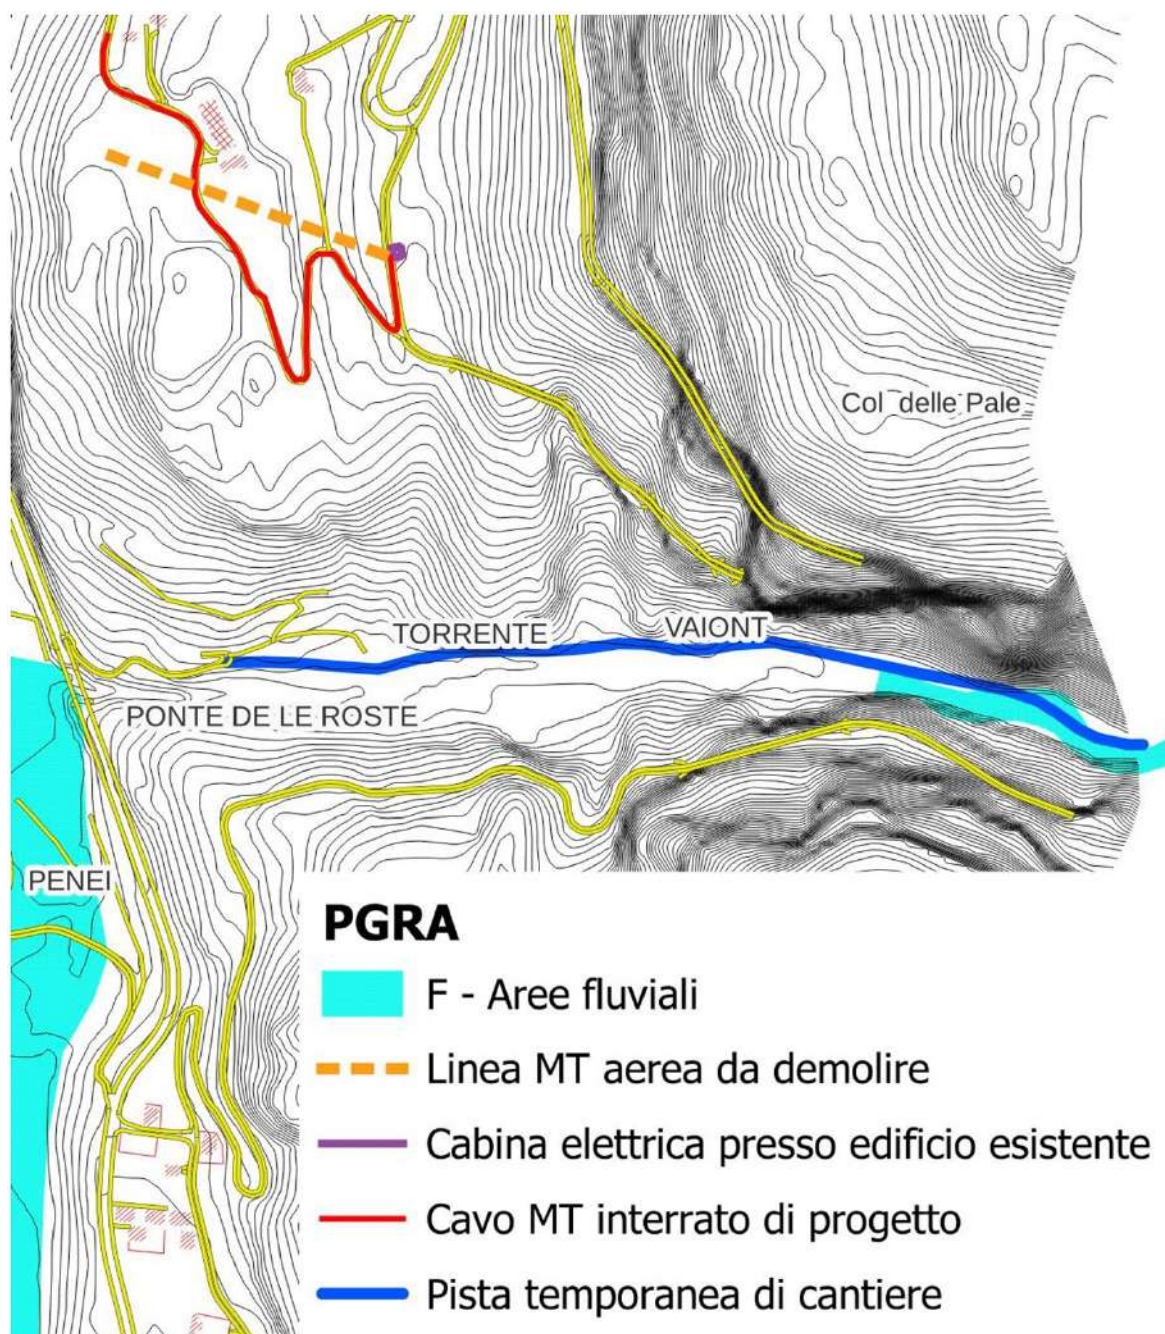 Col delle Pale
TORRENTE
VAIONT
PONTE DE LE ROSTE
PENEI
PGRA
F - Aree fluviali
Linea MT aerea da demolire
Cabina elettrica presso edificio esistente
Cavo MT interrato di progetto
Pista temporanea di cantiere